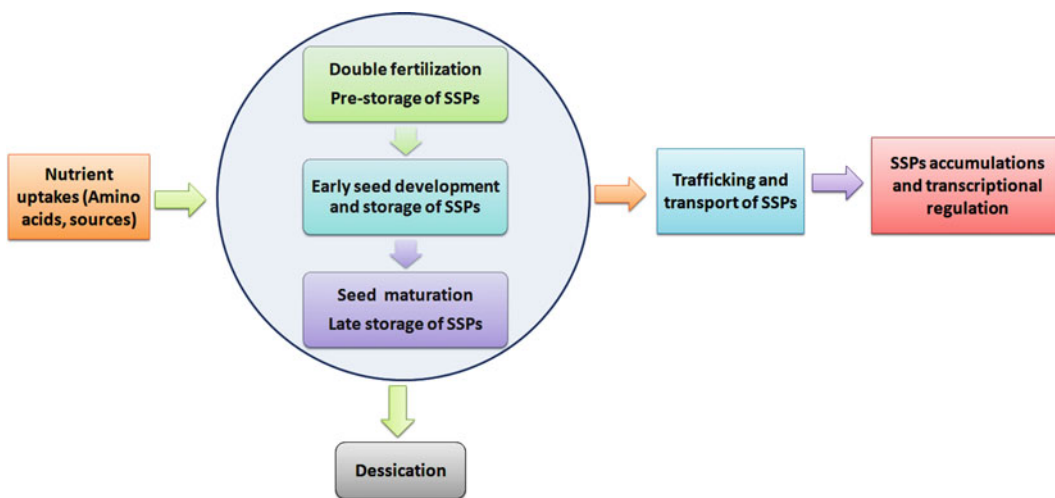 Nutrient
uptakes (Amino
acids, sources)
Double fertilization
Pre-storage of SSPs
Early seed development
and storage of SSPs
Seed maturation
Late storage of SSPs
Dessication
Trafficking and
transport of SSPs
SSPs accumulations
and transcriptional
regulation